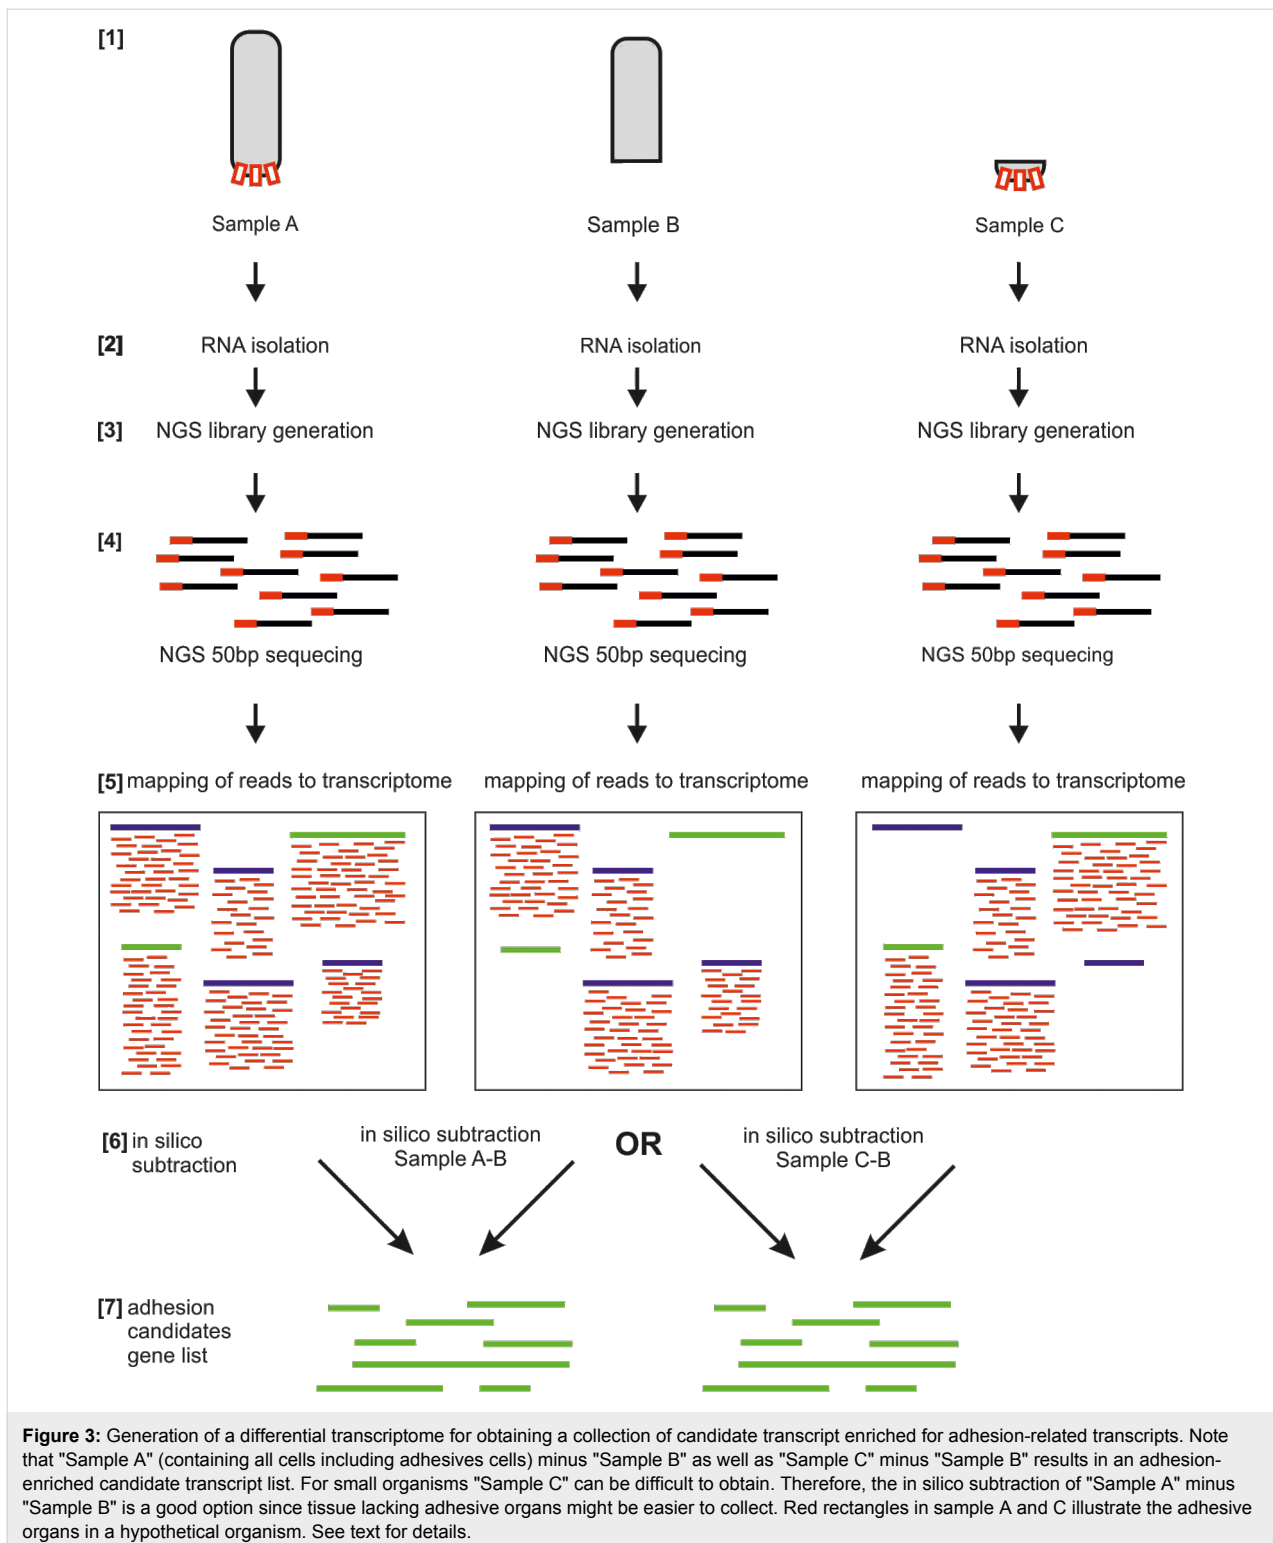 [1]
Sample A
Sample B
Sample C
[2] RNA isolation
RNA isolation
RNA isolation
[3] NGS library generation
NGS library generation
NGS library generation
[4]
NGS 50bp sequecing
NGS 50bp sequecing
NGS 50bp sequecing
[5] mapping of reads to transcriptome
mapping of reads to transcriptome
mapping of reads to transcriptome
[6] in silico
subtraction
in silico subtraction
Sample A-B
OR
in silico subtraction
Sample C-B
[7] adhesion
candidates
gene list
Figure 3: Generation of a differential transcriptome for obtaining a collection of candidate transcript enriched for adhesion-related transcripts. Note
that "Sample A" (containing all cells including adhesives cells) minus "Sample B" as well as "Sample C" minus "Sample B" results in an adhesion-
enriched candidate transcript list. For small organisms "Sample C" can be difficult to obtain. Therefore, the in silico subtraction of "Sample A" minus
"Sample B" is a good option since tissue lacking adhesive organs might be easier to collect. Red rectangles in sample A and C illustrate the adhesive
organs in a hypothetical organism. See text for details.